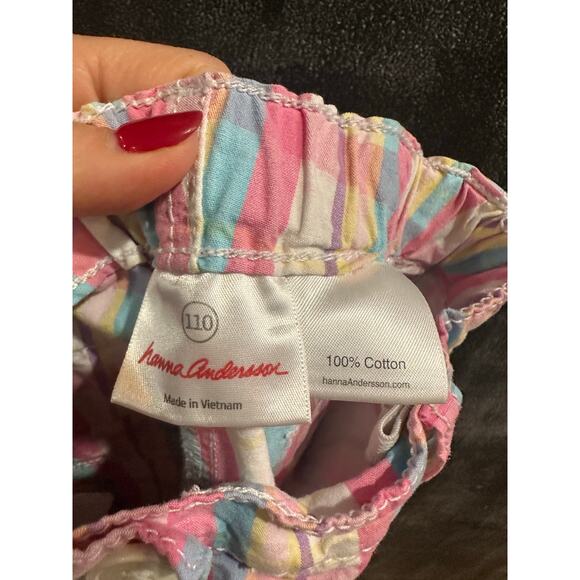 110
hanna Andersson
Made in Vietnam
100% Cotton
hannaAndersson.com